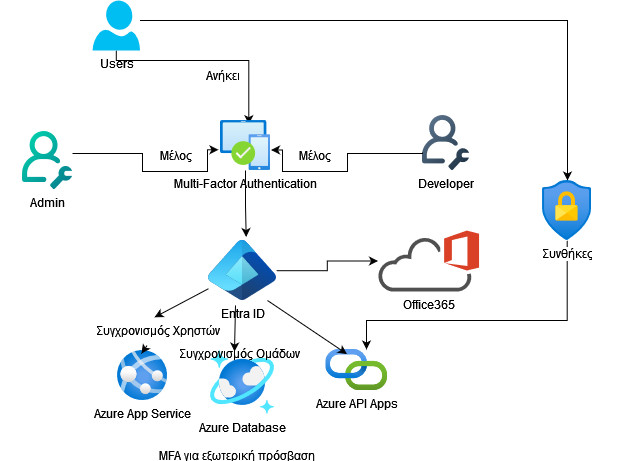 Users
Ανήκει
Μέλος
Μέλος
Multi-Factor Authentication
Developer
Admin
Συνθήκες
Office365
Entra ID
Συγχρονισμός Χρηστών
Συγχρονισμός Ομάδων
Azure App Service
Azure API Apps
Azure Database
MFA για εξωτερική πρόσβαση